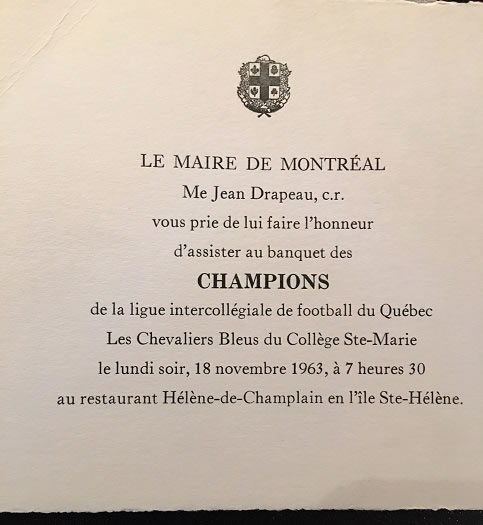 LE MAIRE DE MONTRÉAL
Me Jean Drapeau, c.r.
vous prie de lui faire l'honneur
d'assister au banquet des
CHAMPIONS
de la ligue intercollégiale de football du Québec
Les Chevaliers Bleus du Collège Ste-Marie
le lundi soir, 18 novembre 1963, à 7 heures 30
au restaurant Hélène-de-Champlain en l'île Ste-Hélène.